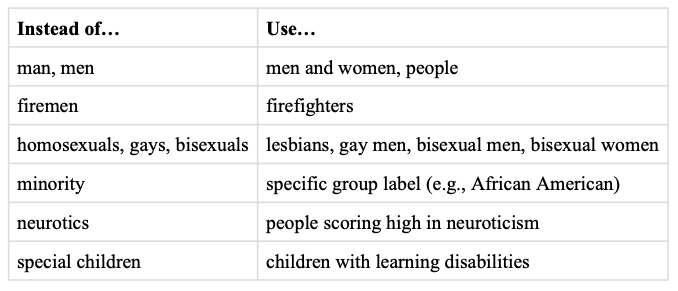 Instead of… Use…
man, men men and women, people
firemen firefighters
homosexuals, gays, bisexuals lesbians, gay men, bisexual men, bisexual women
minority specific group label (e.g., African American)
neurotics people scoring high in neuroticism
special children children with learning disabilities